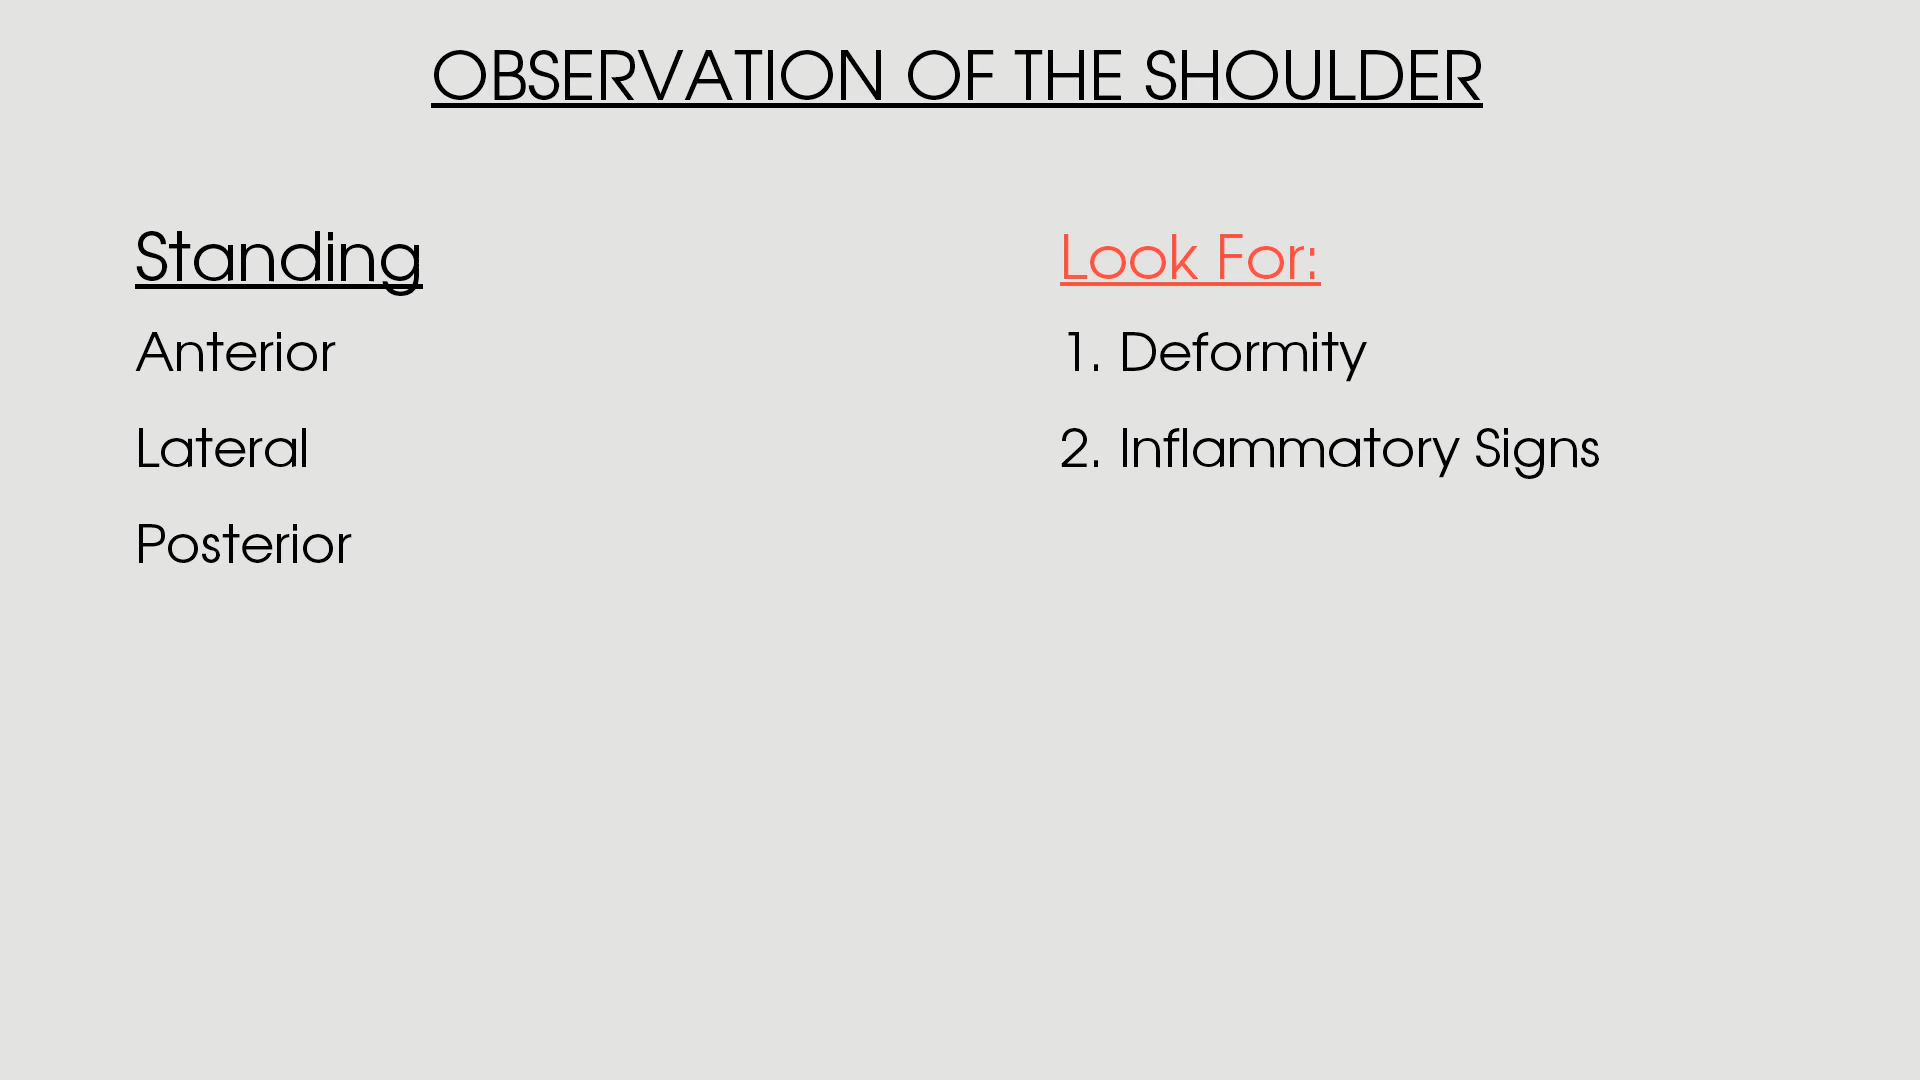 OBSERVATION OF THE SHOULDER
Standing
Anterior
Lateral
Posterior
Look For:
1. Deformity
2. Inflammatory Signs